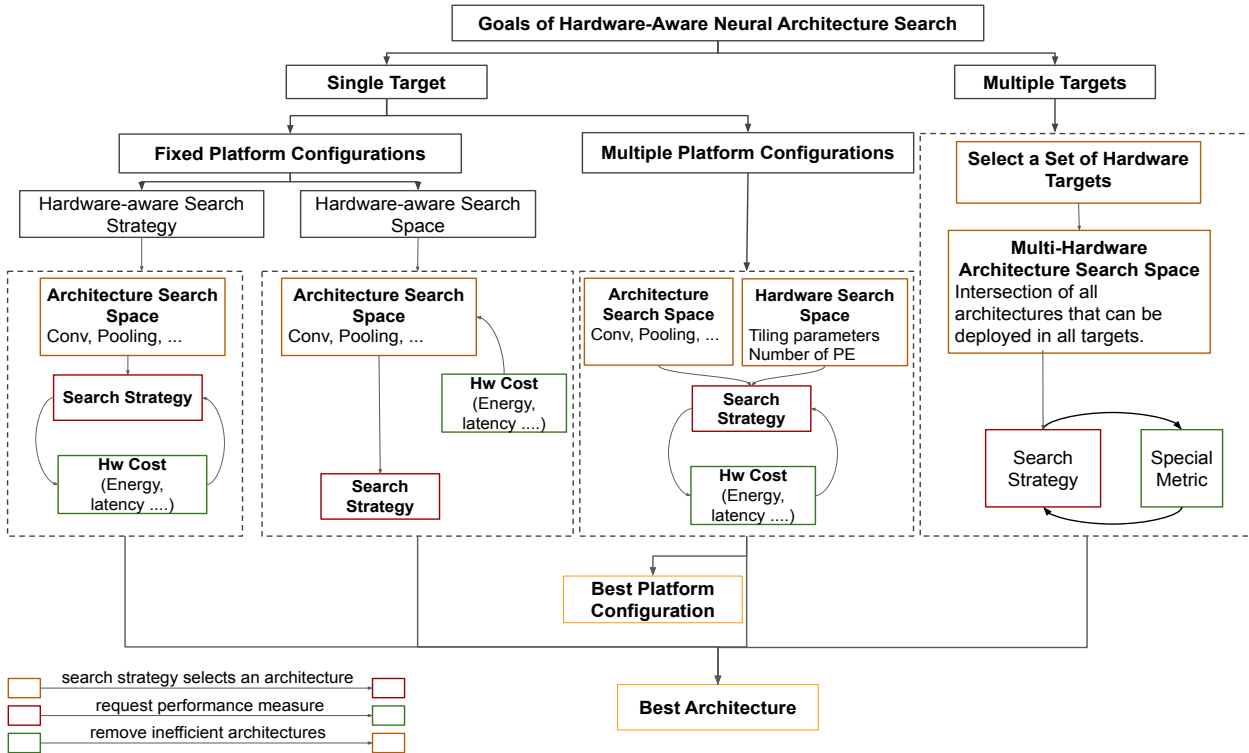 Goals of Hardware-Aware Neural Architecture Search
Single Target
Multiple Targets
Fixed Platform Configurations
Multiple Platform Configurations
Hardware-aware Search
Strategy
Hardware-aware Search
Space
Architecture Search
Space
Conv, Pooling, ...
Search Strategy
Hw Cost
(Energy,
latency ....)
Architecture Search
Space
Conv, Pooling, ...
Hw Cost
(Energy,
latency ....)
Search
Strategy
Architecture
Search Space
Conv, Pooling, ...
Hardware Search
Space
Tiling parameters
Number of PE
Search
Strategy
Hw Cost
(Energy,
latency ....)
Select a Set of Hardware
Targets
Multi-Hardware
Architecture Search Space
Intersection of all
architectures that can be
deployed in all targets.
Search
Strategy
Special
Metric
Best Platform
Configuration
Best Architecture
search strategy selects an architecture
request performance measure
remove inefficient architectures